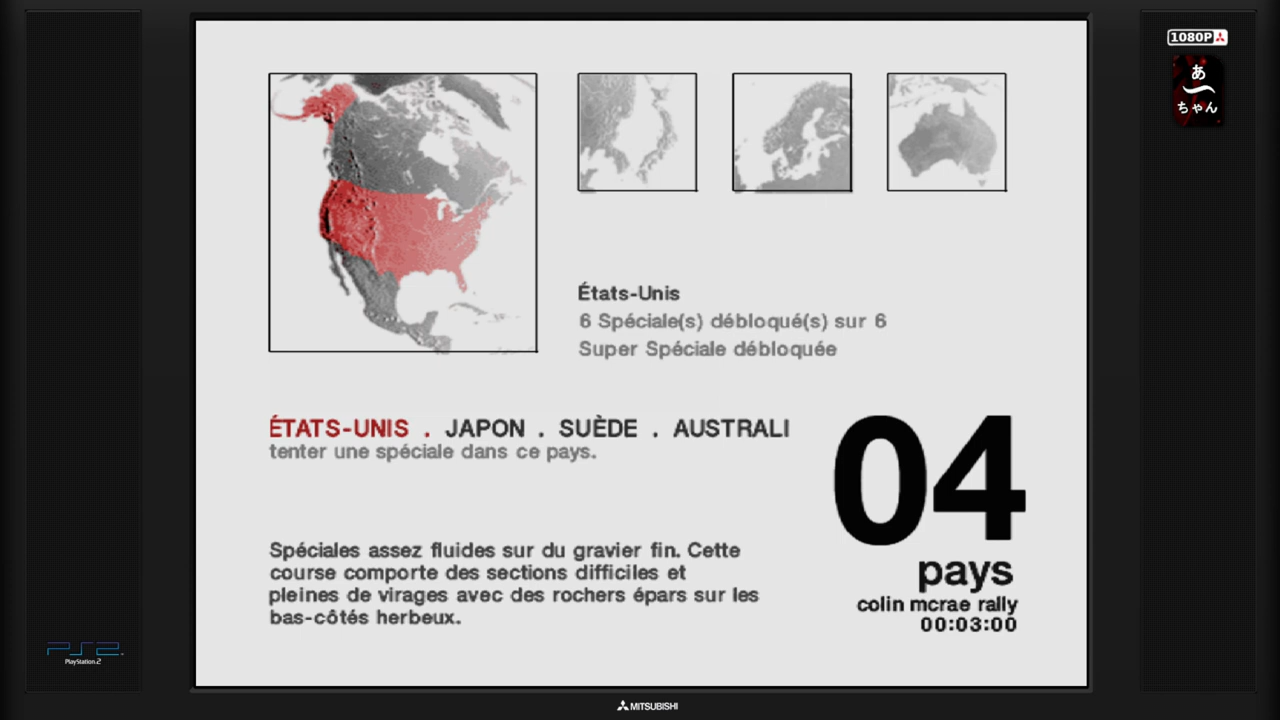 1080P
あ
ー
ちゃん
États-Unis
6 Spéciale(s) débloqué(s) sur 6
Super Spéciale débloquée
ÉTATS-UNIS . JAPON . SUÈDE . AUSTRALI
tenter une spéciale dans ce pays.
04
pays
colin mcrae rally
00:03:00
Spéciales assez fluides sur du gravier fin. Cette
course comporte des sections difficiles et
pleines de virages avec des rochers épars sur les
bas-côtés herbeux.
PS2
PlayStation.2
MITSUBISHI